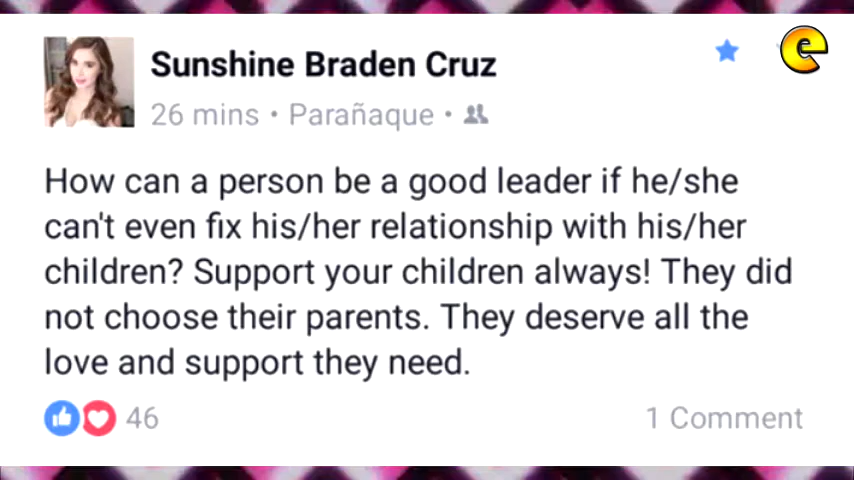 e
Sunshine Braden Cruz
26 mins • Parañaque •
How can a person be a good leader if he/she
can't even fix his/her relationship with his/her
children? Support your children always! They did
not choose their parents. They deserve all the
love and support they need.
46
1 Comment